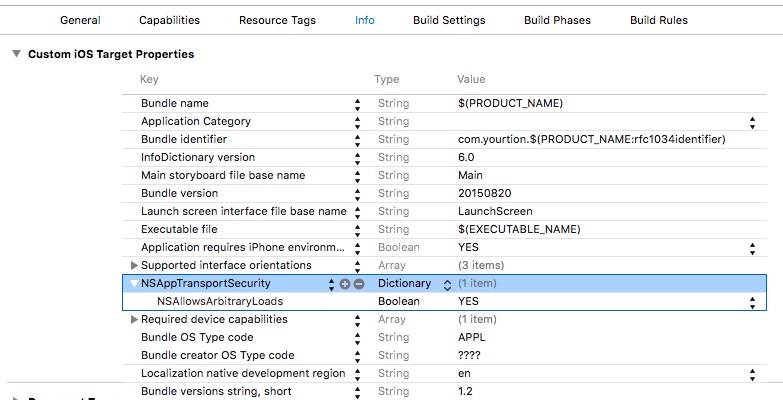 General Capabilities Resource Tags Info Build Settings Build Phases Build Rules
Custom iOS Target Properties
Key Type Value
Bundle name String $(PRODUCT_NAME)
Application Category String
Bundle identifier String com.yourtion.$(PRODUCT_NAME:rfc1034identifier)
InfoDictionary version String 6.0
Main storyboard file base name String Main
Bundle version String 20150820
Launch screen interface file base name String LaunchScreen
Executable file String $(EXECUTABLE_NAME)
Application requires iPhone environm... Boolean YES
Supported interface orientations Array (3 items)
NSAppTransportSecurity Dictionary (1 item)
NSAllowsArbitraryLoads Boolean YES
Required device capabilities Array (1 item)
Bundle OS Type code String APPL
Bundle creator OS Type code String ????
Localization native development region String en
Bundle versions string, short String 1.2